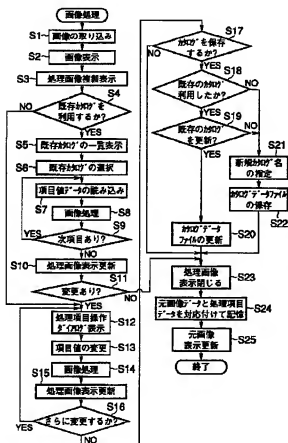 画像処理
S1
画像の取り込み
S2
画像表示
S3
処理画像複製表示
S4
既存カタログを
利用するか?
NO
YES
S5
既存カタログの一覧表示
S6
既存カタログの選択
項目値データの読み込み
S7
画像処理
S8
S9
次項目あり?
YES
NO
S10
処理画像表示更新
S11
変更あり?
NO
YES
処理項目操作
ダイアログ表示
S12
項目値の変更
S13
画像処理
S14
S15
処理画像表示更新
S16
さらに変更するか?
YES
NO
S17
カタログを保存
するか?
NO
YES
S18
既存のカタログを
利用したか?
NO
YES
S19
既存のカタログ
を更新?
NO
YES
S21
新規カタログ名
の指定
カタログデータファイル
の保存
S22
カタログデータ
ファイルの更新
S20
処理画像
表示閉じる
S23
元画像データと処理項目
データを対応付けて記憶
S24
元画像
表示更新
S25
終了